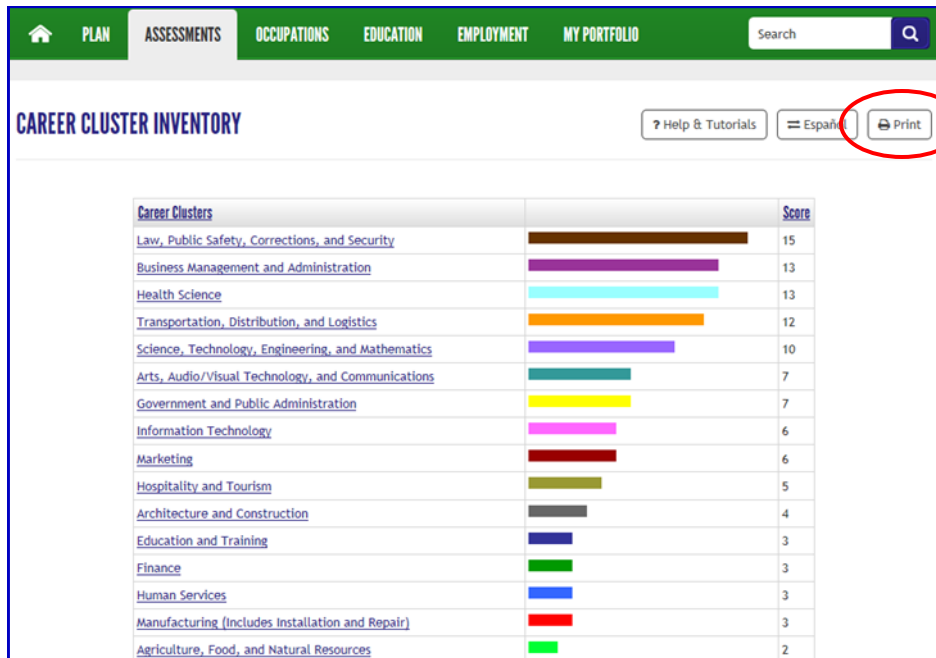 PLAN ASSESSMENTS OCCUPATIONS EDUCATION EMPLOYMENT MY PORTFOLIO Search
CAREER CLUSTER INVENTORY ? Help & Tutorials Español Print
Career Clusters Score
Law, Public Safety, Corrections, and Security 15
Business Management and Administration 13
Health Science 13
Transportation, Distribution, and Logistics 12
Science, Technology, Engineering, and Mathematics 10
Arts, Audio/Visual Technology, and Communications 7
Government and Public Administration 7
Information Technology 6
Marketing 6
Hospitality and Tourism 5
Architecture and Construction 4
Education and Training 3
Finance 3
Human Services 3
Manufacturing (Includes Installation and Repair) 3
Agriculture, Food, and Natural Resources 2